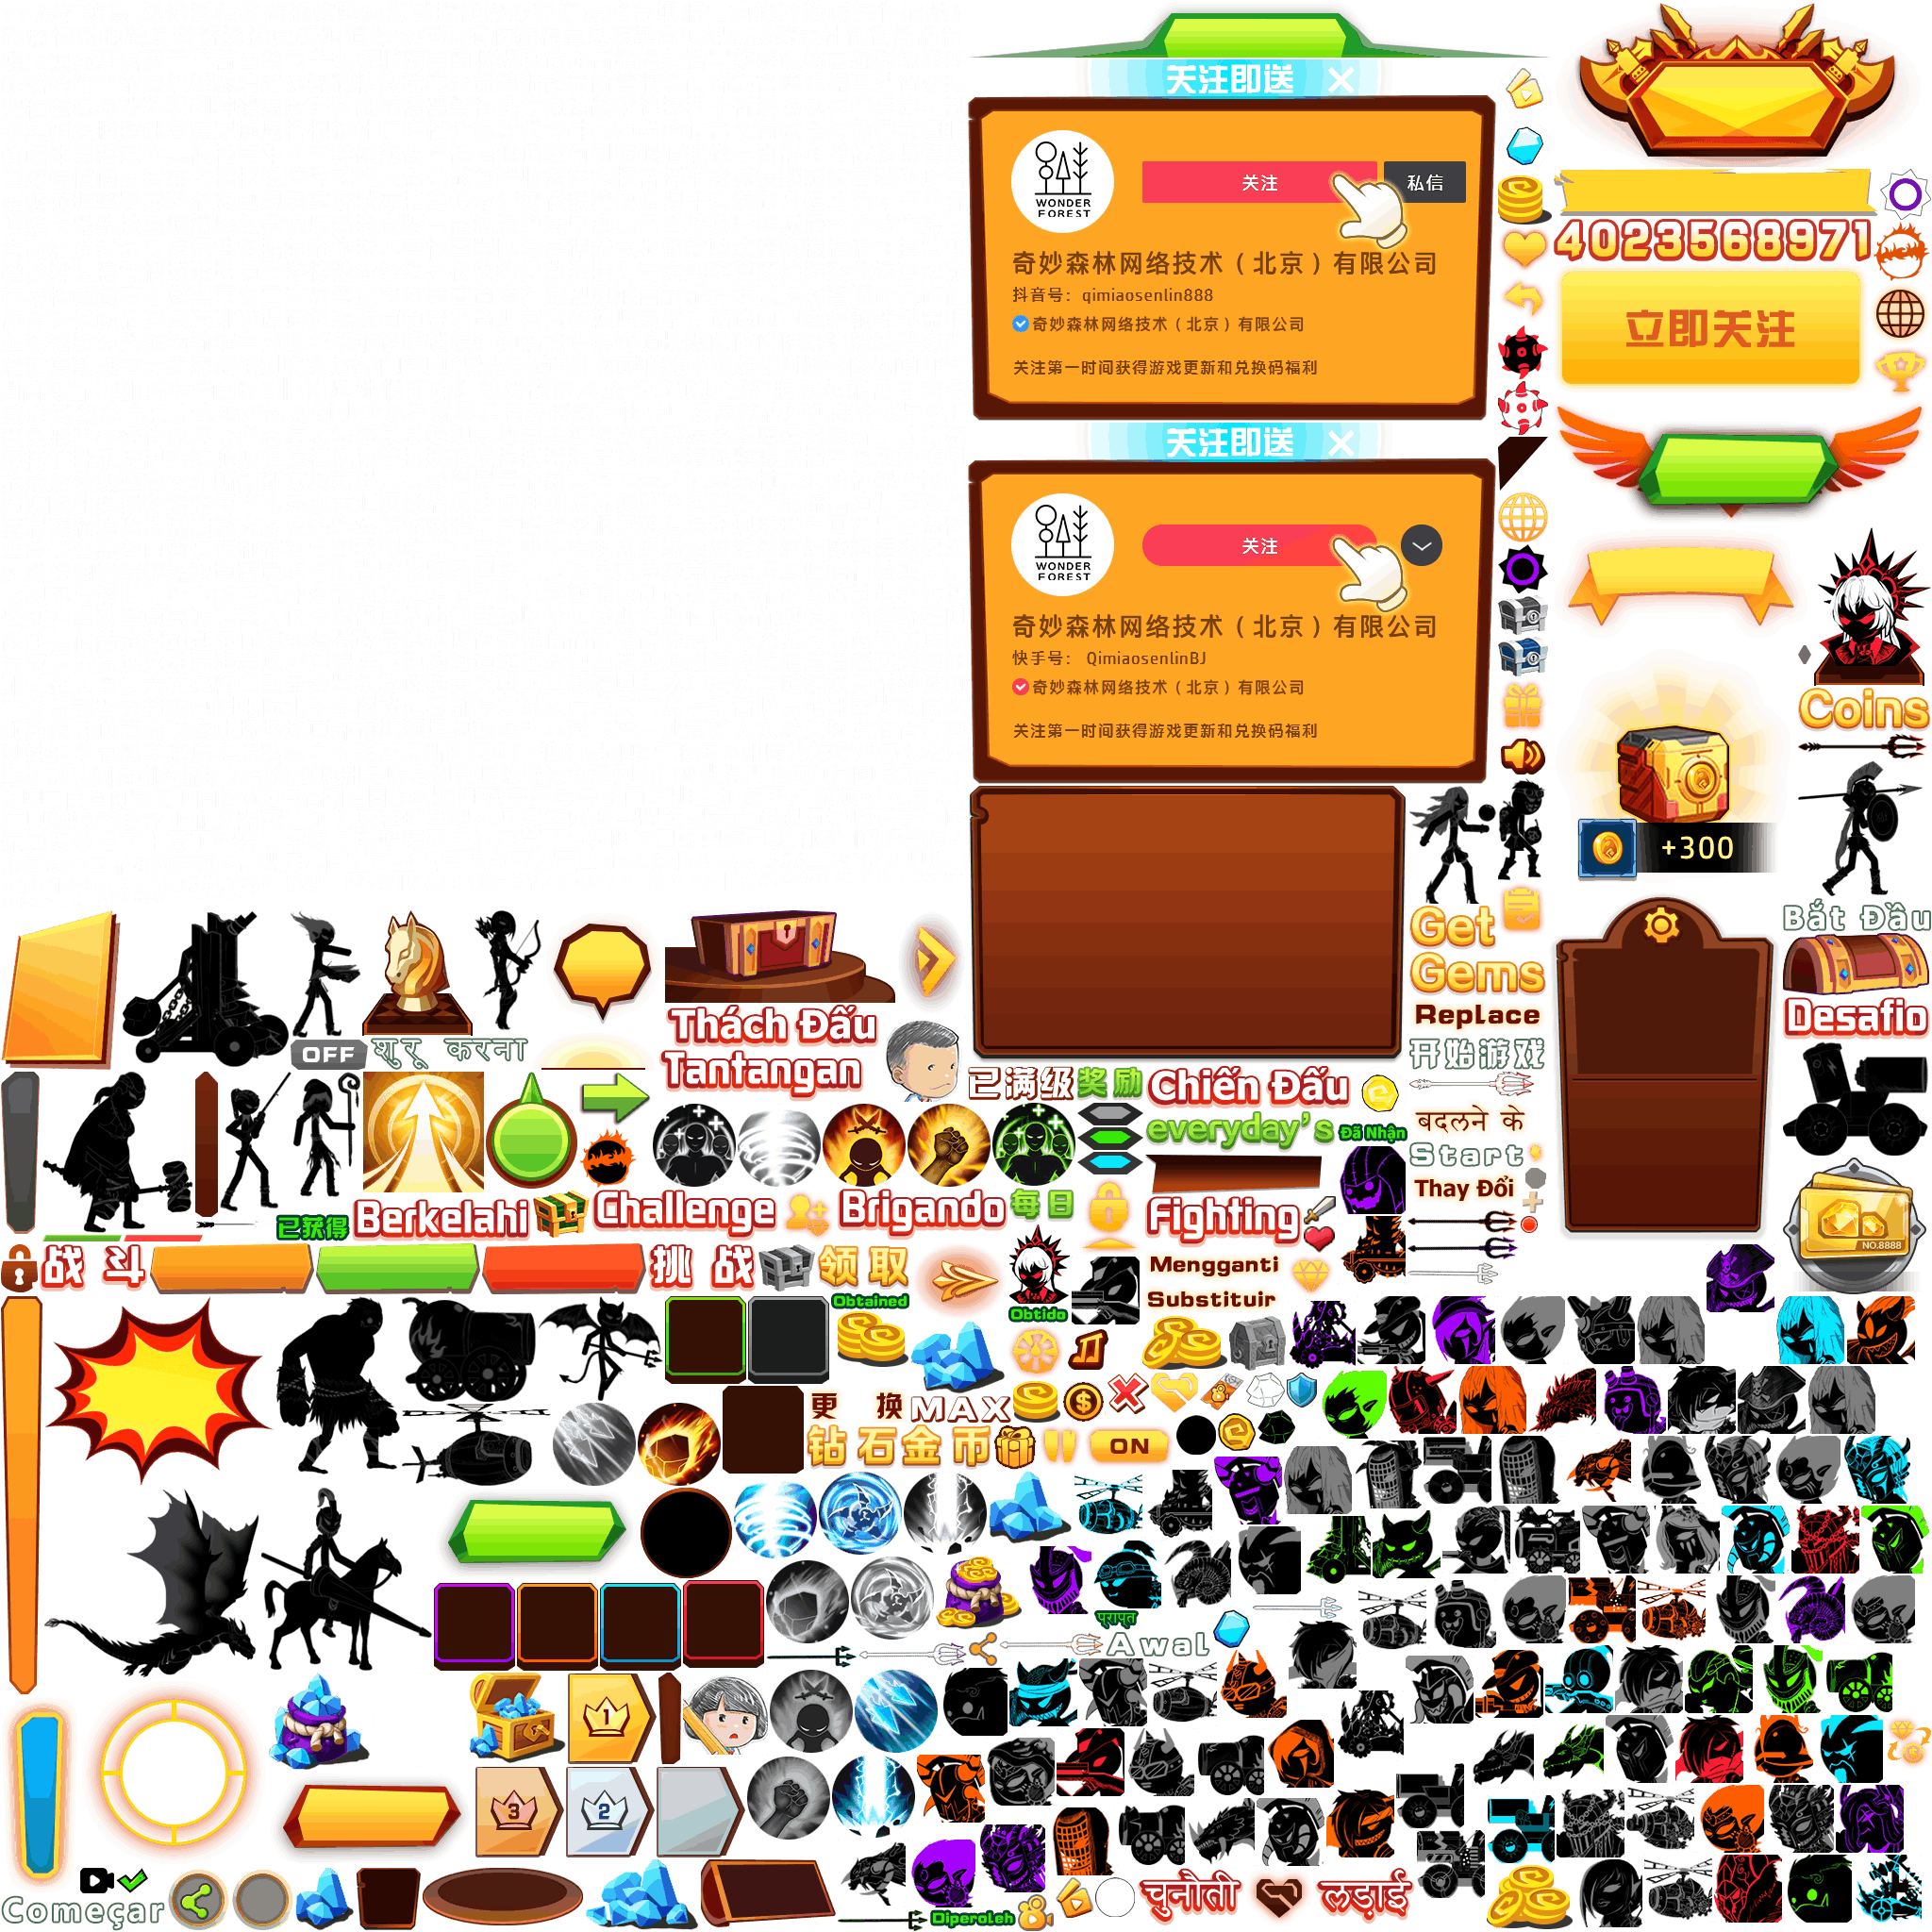 关注即送
WONDER
FOREST
关注
私信
奇妙森林网络技术（北京）有限公司
抖音号：qimiaosenlin888
奇妙森林网络技术（北京）有限公司
关注第一时间获得游戏更新和兑换码福利
4023568971
立即关注
关注即送
WONDER
FOREST
关注
奇妙森林网络技术（北京）有限公司
快手号： QimiaosenlinBJ
奇妙森林网络技术（北京）有限公司
关注第一时间获得游戏更新和兑换码福利
Coins
+300
Get
Gems
Replace
开始游戏
Bắt Đầu
Desafio
Thách Đấu
Tantangan
OFF
शुरू करना
已满级
奖励
Chiến Đấu
everyday's
Đã Nhận
बदलने के
Start
Thay Đổi
已获得
Berkelahi
Challenge
Brigando
每日
Fighting
战斗
挑战
领取
Obtained
Obtido
Mengganti
Substituir
NO.8888
更换
MAX
钻石金币
ON
प्राप्त
Awal
1
3
2
Começar
Diperoleh
चुनौती
लड़ाई